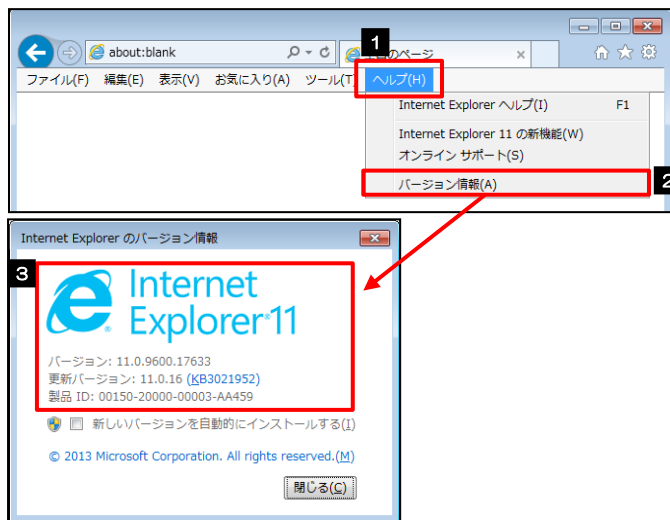 1
about:blank
のページ
ファイル(F) 編集(E) 表示(V) お気に入り(A) ツール(T) ヘルプ(H)
Internet Explorer ヘルプ(I) F1
Internet Explorer 11 の新機能(W)
オンライン サポート(S)
バージョン情報(A)
2
Internet Explorer のバージョン情報
3
Internet
Explorer®11
バージョン: 11.0.9600.17633
更新バージョン: 11.0.16 (KB3021952)
製品 ID: 00150-20000-00003-AA459
新しいバージョンを自動的にインストールする(I)
© 2013 Microsoft Corporation. All rights reserved.(M)
閉じる(C)